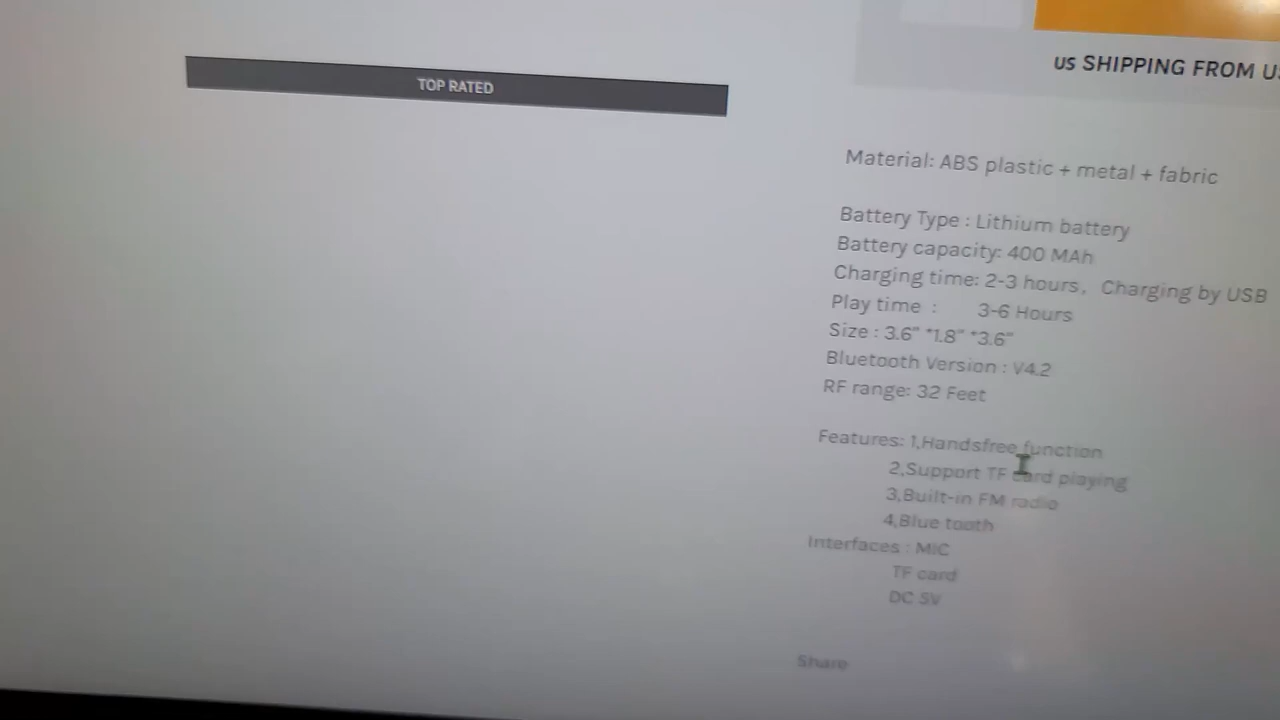 TOP RATED
US SHIPPING FROM
Material: ABS plastic + metal + fabric
Battery Type : Lithium battery
Battery capacity: 400 MAh
Charging time: 2-3 hours, Charging by USB
Play time : 3-6 Hours
Size : 3.6" *1.8" *3.6"
Bluetooth Version : V4.2
RF range: 32 Feet
Features: 1,Handsfree function
2,Support TF card playing
3,Built-in FM radio
4,Blue tooth
Interfaces : MIC
TF card
DC 5V
Share